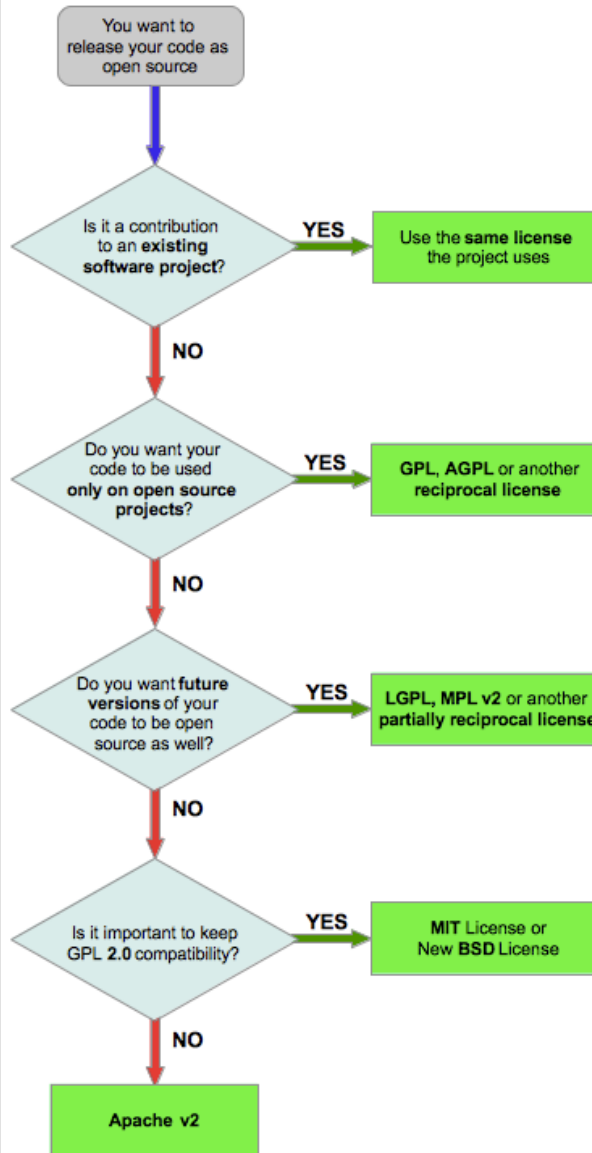 You want to
release your code as
open source
Is it a contribution
to an existing
software project?
YES
Use the same license
the project uses
NO
Do you want your
code to be used
only on open source
projects?
YES
GPL, AGPL or another
reciprocal license
NO
Do you want future
versions of your
code to be open
source as well?
YES
LGPL, MPL v2 or another
partially reciprocal license
NO
Is it important to keep
GPL 2.0 compatibility?
YES
MIT License or
New BSD License
NO
Apache v2